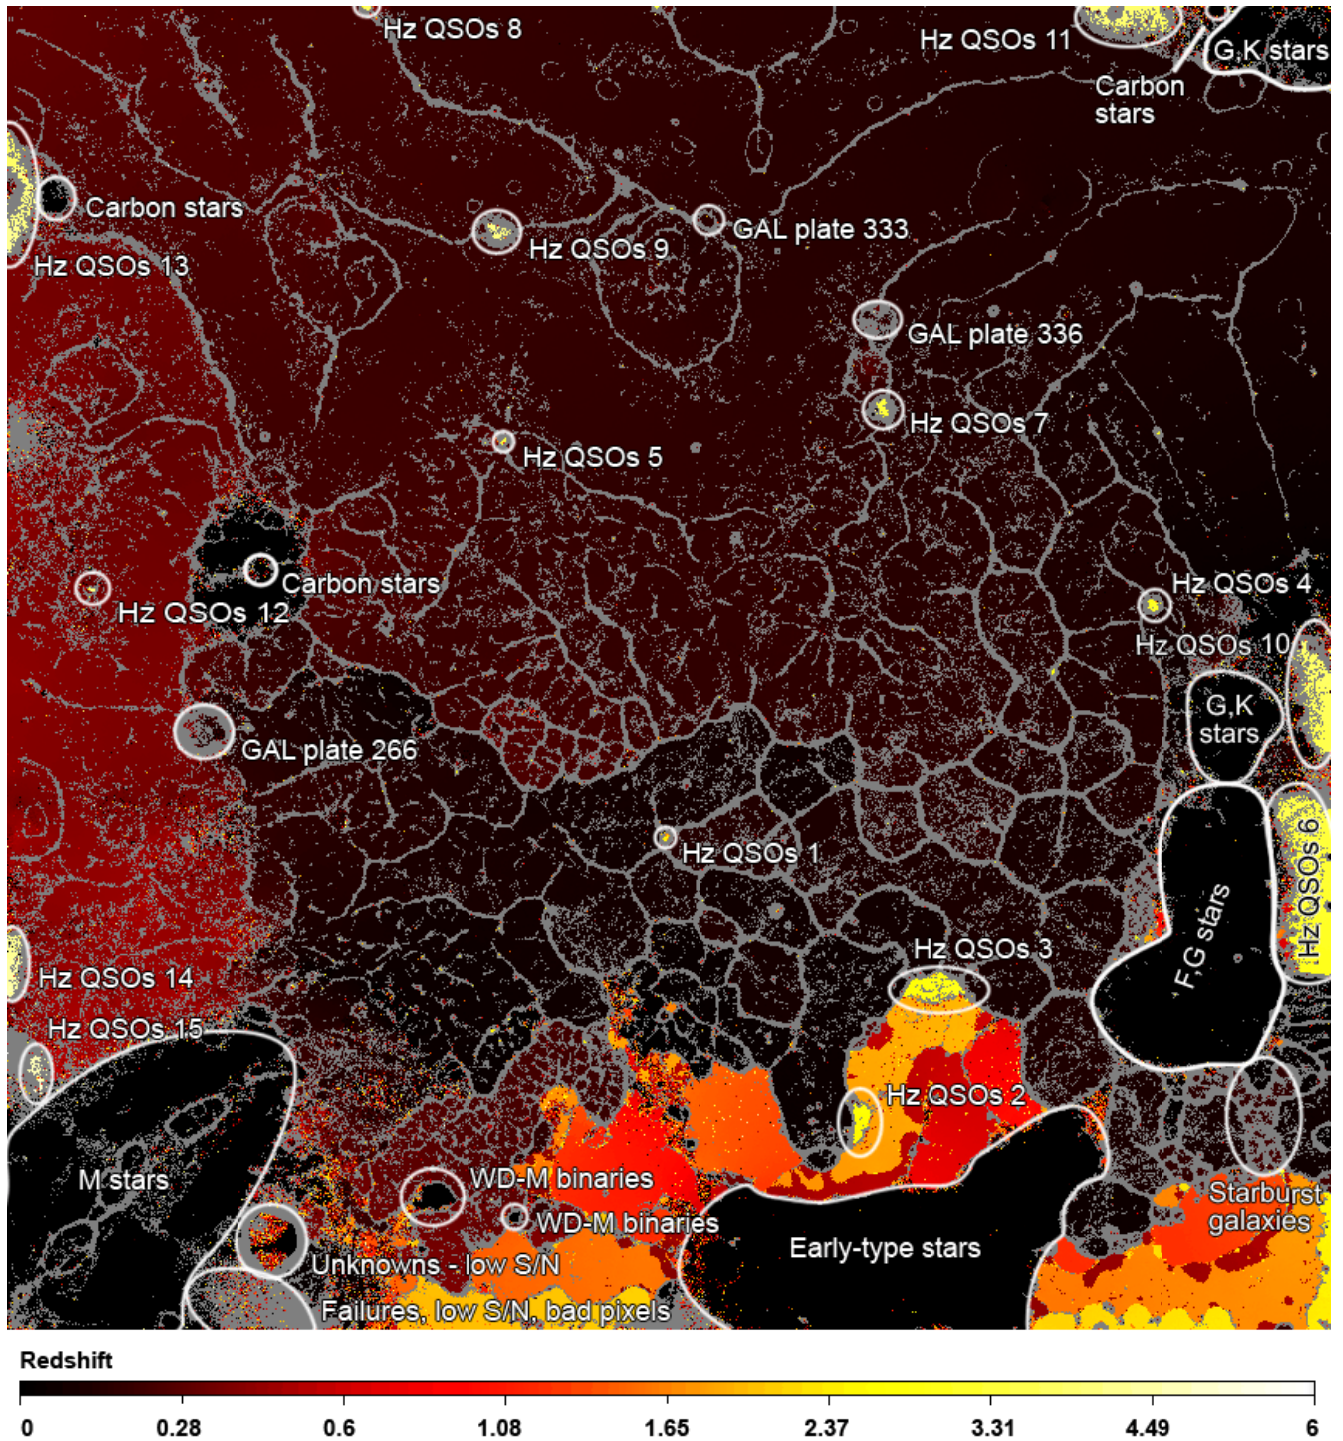 Hz QSOs 8
Hz QSOs 11
G,K stars
Carbon
stars
Carbon stars
GAL plate 333
Hz QSOs 9
Hz QSOs 13
GAL plate 336
Hz QSOs 7
Hz QSOs 5
Carbon stars
Hz QSOs 4
Hz QSOs 12
Hz QSOs 10
G,K
stars
GAL plate 266
Hz QSOs 6
Hz QSOs 1
F,G stars
Hz QSOs 3
Hz QSOs 14
Hz QSOs 15
Hz QSOs 2
M stars
WD-M binaries
Starburst
galaxies
WD-M binaries
Early-type stars
Unknowns - low S/N
Failures, low S/N, bad pixels
Redshift
0 0.28 0.6 1.08 1.65 2.37 3.31 4.49 6